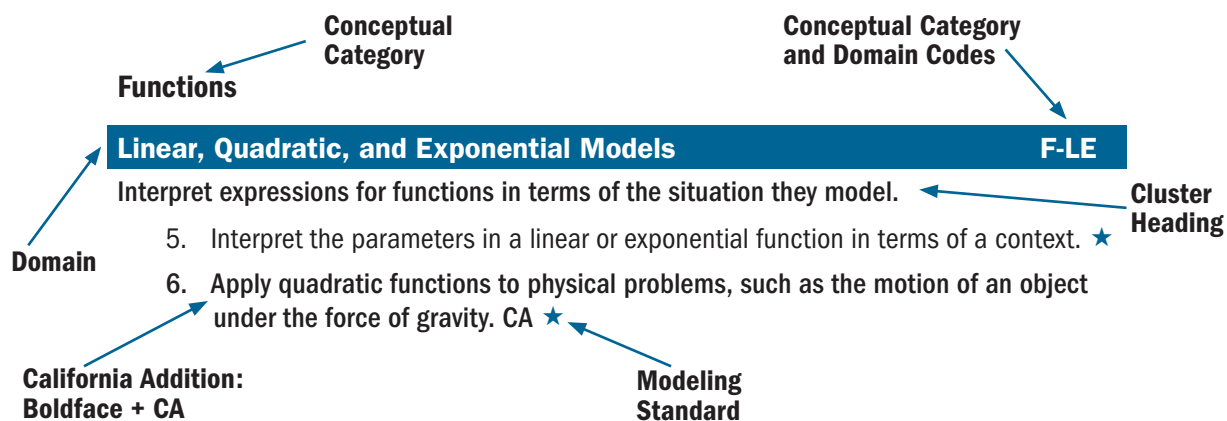 Conceptual
Category
Conceptual Category
and Domain Codes
Functions
Linear, Quadratic, and Exponential Models F-LE
Interpret expressions for functions in terms of the situation they model.
Cluster
Heading
5. Interpret the parameters in a linear or exponential function in terms of a context. ★
Domain
6. Apply quadratic functions to physical problems, such as the motion of an object
under the force of gravity. CA ★
California Addition:
Boldface + CA
Modeling
Standard